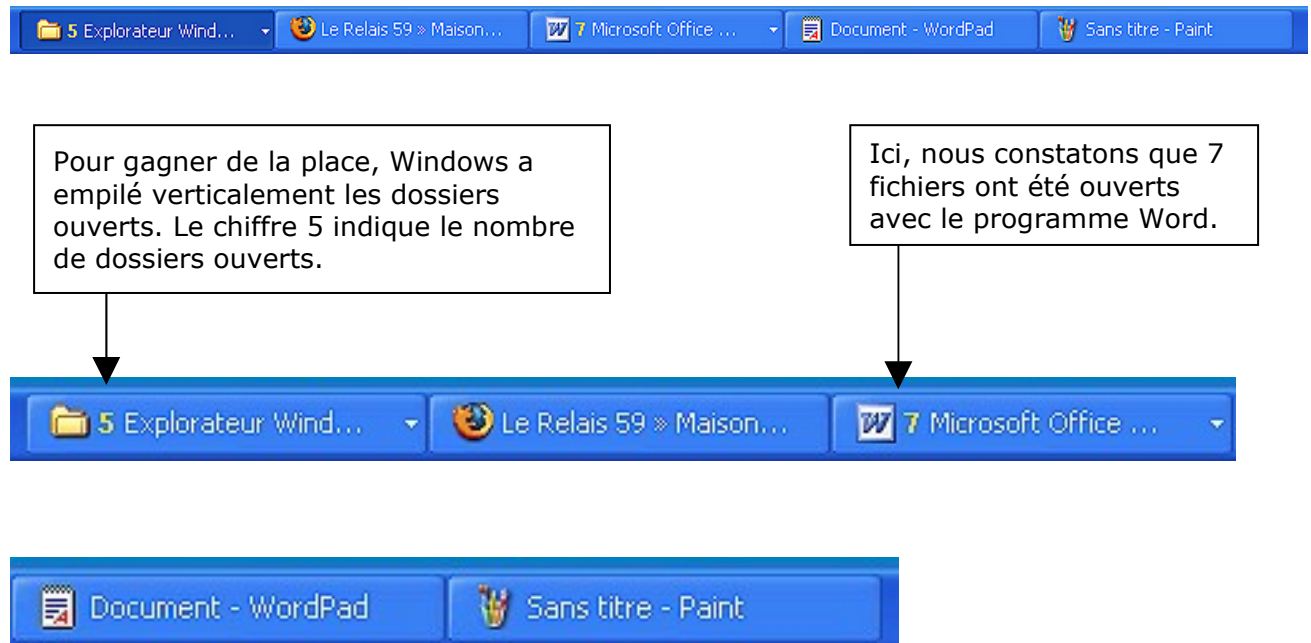 5 Explorateur Wind... Le Relais 59 » Maison... 7 Microsoft Office ... Document - WordPad Sans titre - Paint
Pour gagner de la place, Windows a
empilé verticalement les dossiers
ouverts. Le chiffre 5 indique le nombre
de dossiers ouverts.
Ici, nous constatons que 7
fichiers ont été ouverts
avec le programme Word.
5 Explorateur Wind... Le Relais 59 » Maison... 7 Microsoft Office ...
Document - WordPad Sans titre - Paint